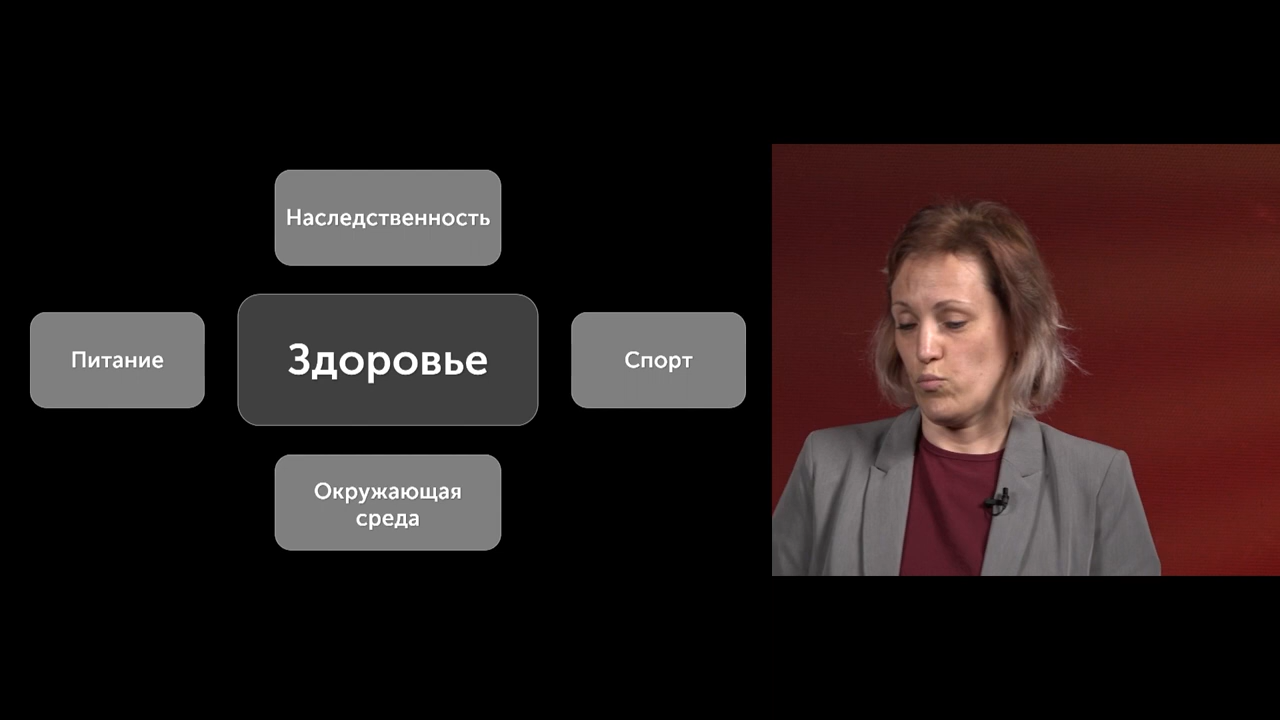 Наследственность
Питание
Здоровье
Спорт
Окружающая
среда